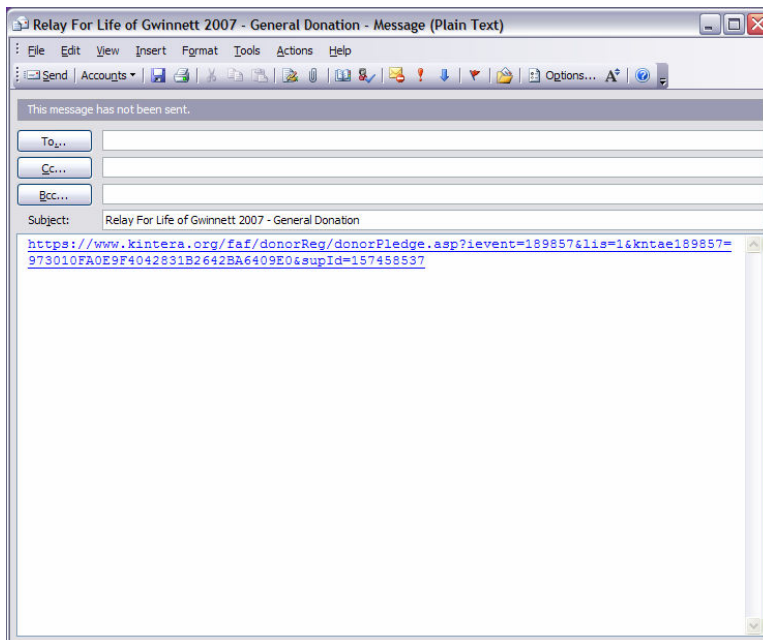 Relay For Life of Gwinnett 2007 - General Donation - Message (Plain Text)
File Edit View Insert Format Tools Actions Help
Send Accounts Options...
This message has not been sent.
To...
Cc...
Bcc...
Subject: Relay For Life of Gwinnett 2007 - General Donation
https://www.kintera.org/faf/donorReg/donorPledge.asp?ievent=189857&lis=1&kntae189857=
973010FA0E9F4042831B2642BA6409E0&supId=157458537